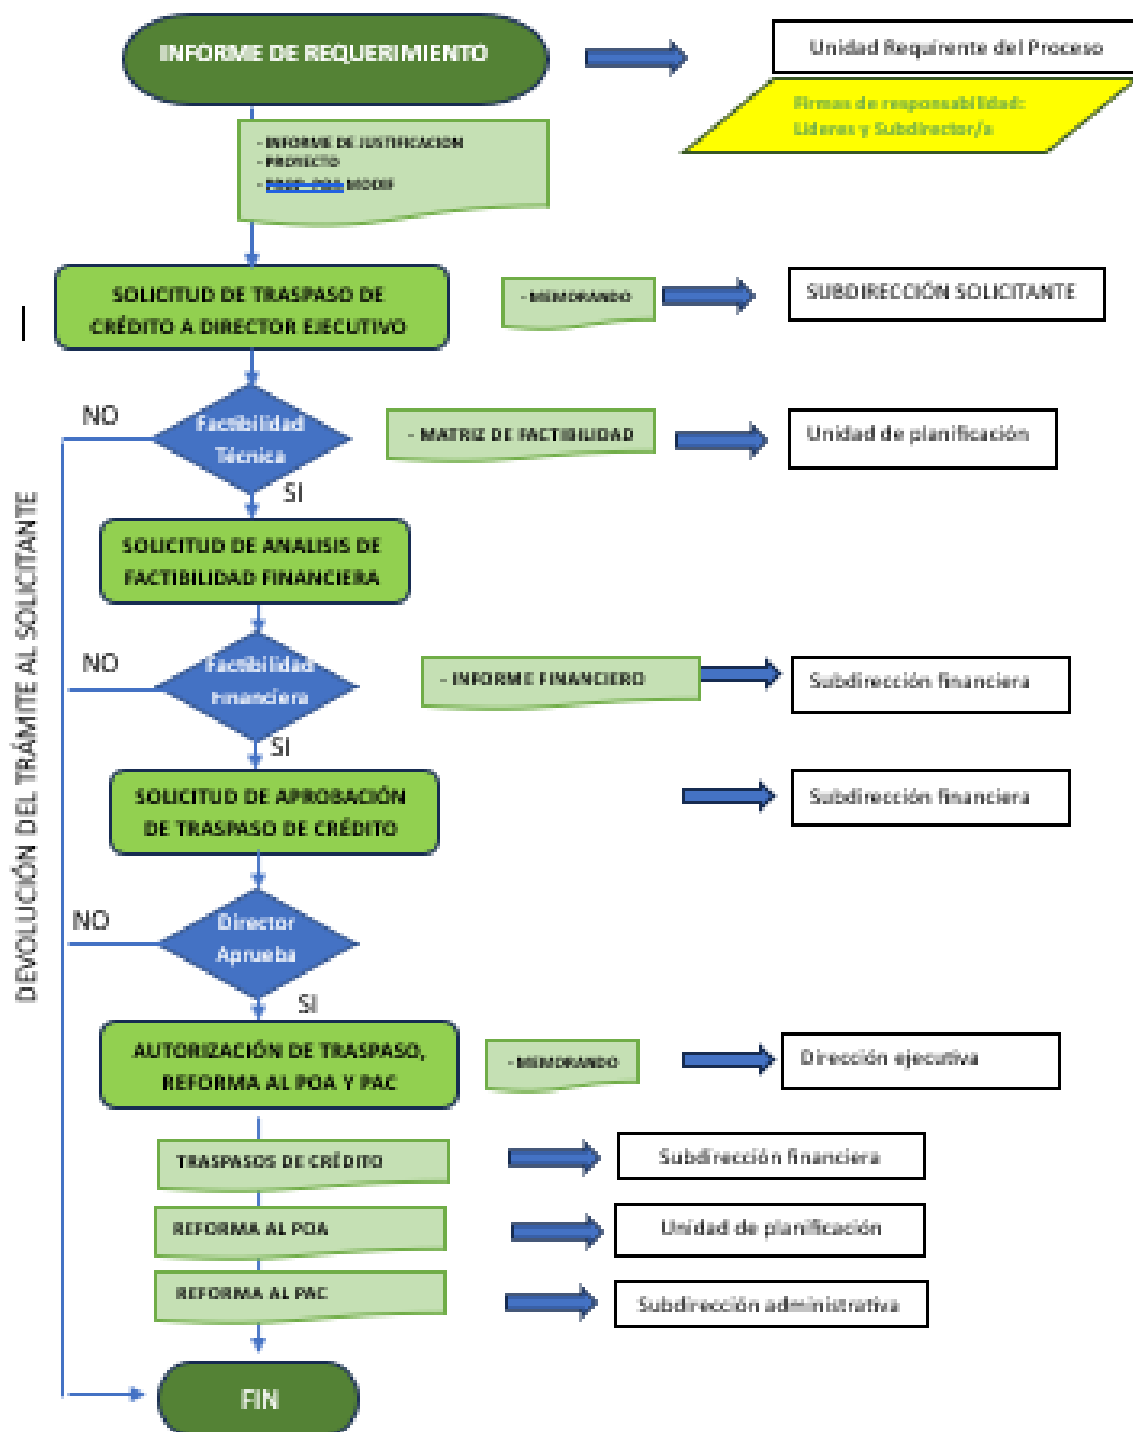 INFORME DE REQUERIMIENTO
Unidad Requirente del Proceso
Firmas de responsabilidad:
Lideres y Subdirector/a
- INFORME DE JUSTIFICACION
- PROYECTO
- MODIF
SOLICITUD DE TRASPASO DE
CRÉDITO A DIRECTOR EJECUTIVO
- MEMORANDO
SUBDIRECCIÓN SOLICITANTE
NO
Factibilidad
Técnica
- MATRIZ DE FACTIBILIDAD
Unidad de planificación
SI
SOLICITUD DE ANALISIS DE
FACTIBILIDAD FINANCIERA
NO
Factibilidad
Financiera
- INFORME FINANCIERO
Subdirección financiera
SI
SOLICITUD DE APROBACIÓN
DE TRASPASO DE CRÉDITO
Subdirección financiera
NO
Director
Aprueba
SI
AUTORIZACIÓN DE TRASPASO,
REFORMA AL POA Y PAC
- MEMORANDO
Dirección ejecutiva
TRASPASOS DE CRÉDITO
Subdirección financiera
REFORMA AL POA
Unidad de planificación
REFORMA AL PAC
Subdirección administrativa
FIN
DEVOLUCIÓN DEL TRÁMITE AL SOLICITANTE